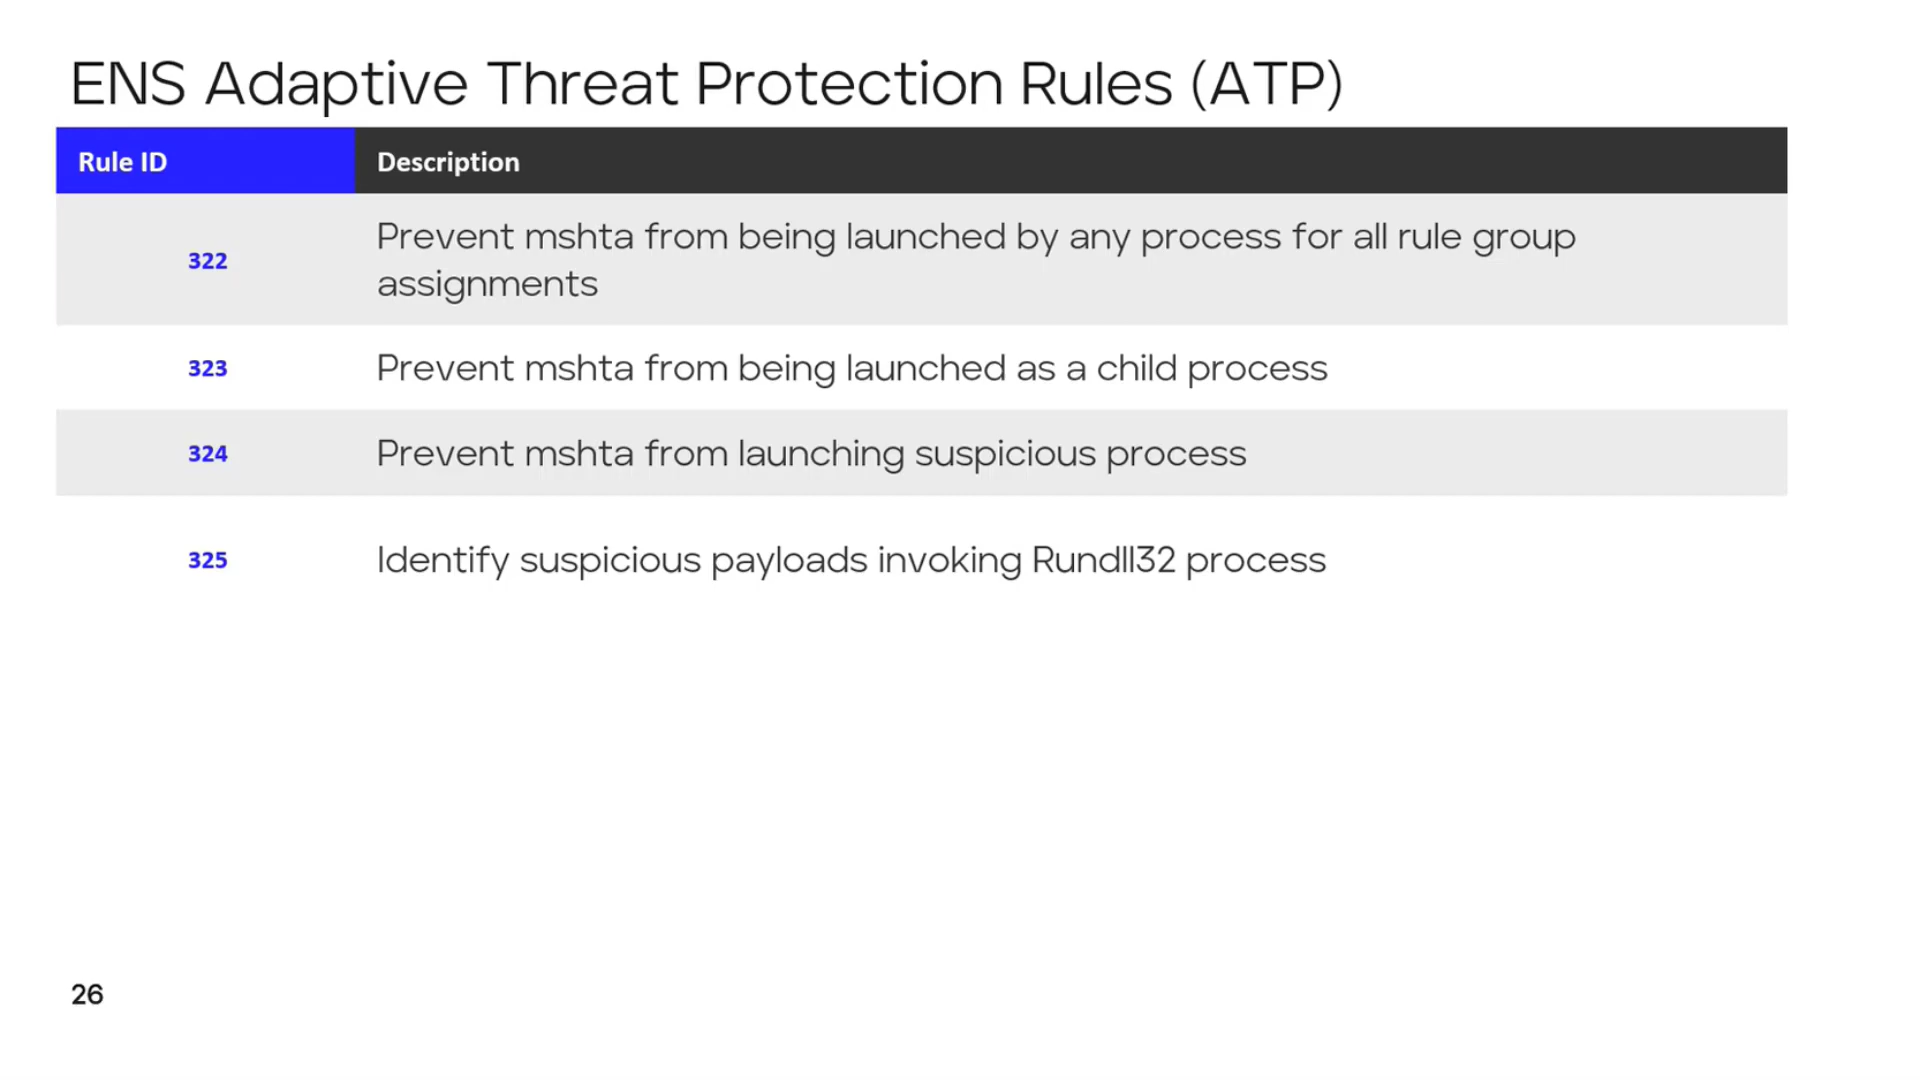 ENS Adaptive Threat Protection Rules (ATP)
Rule ID Description
322 Prevent mshta from being launched by any process for all rule group
assignments
323 Prevent mshta from being launched as a child process
324 Prevent mshta from launching suspicious process
325 Identify suspicious payloads invoking Rundll32 process
26